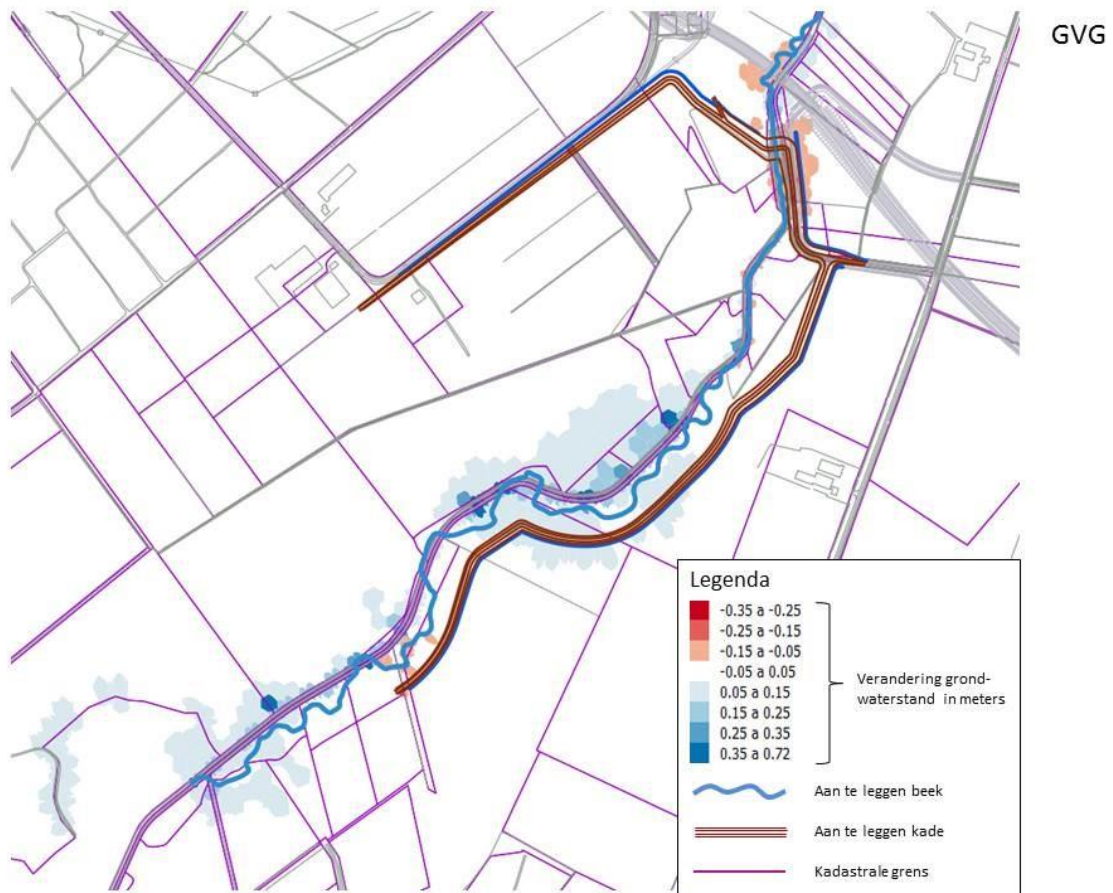 GVG
Legenda
-0.35 a -0.25
-0.25 a -0.15
-0.15 a -0.05
-0.05 a 0.05
0.05 a 0.15
0.15 a 0.25
0.25 a 0.35
0.35 a 0.72
Verandering grond-
waterstand in meters
Aan te leggen beek
Aan te leggen kade
Kadastrale grens